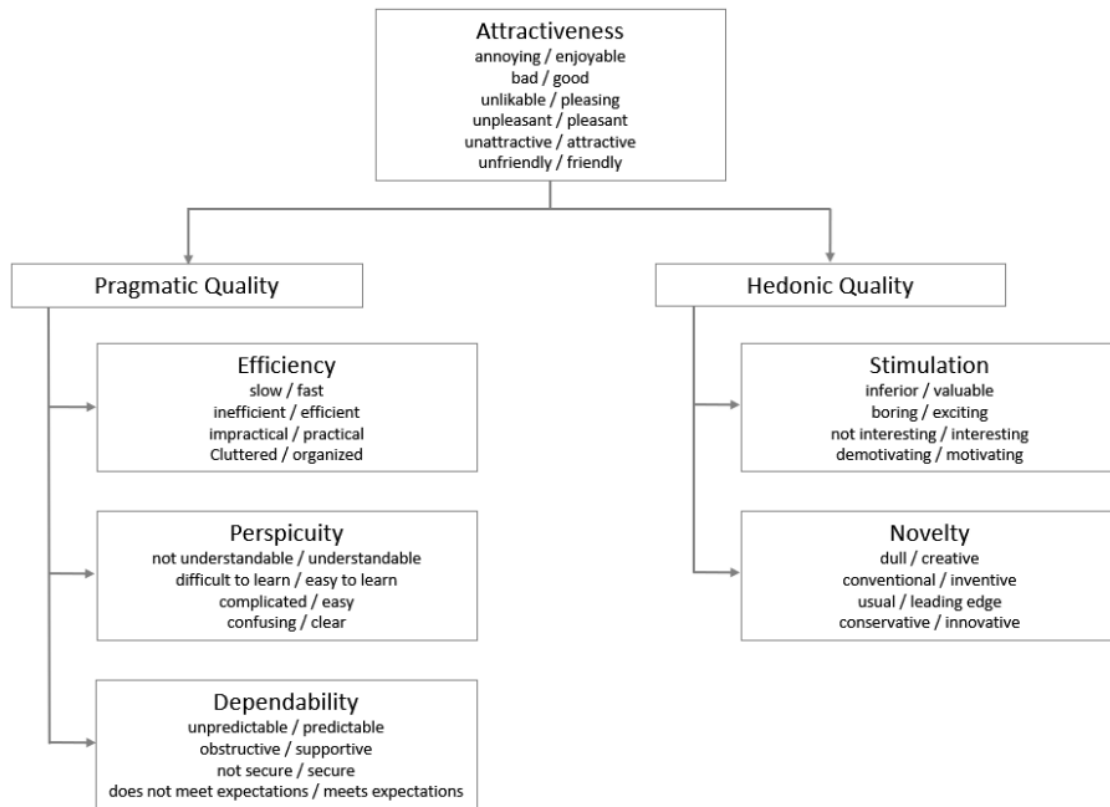 Attractiveness
annoying / enjoyable
bad / good
unlikable / pleasing
unpleasant / pleasant
unattractive / attractive
unfriendly / friendly
Pragmatic Quality
Efficiency
slow / fast
inefficient / efficient
impractical / practical
Cluttered / organized
Perspicuity
not understandable / understandable
difficult to learn / easy to learn
complicated / easy
confusing / clear
Dependability
unpredictable / predictable
obstructive / supportive
not secure / secure
does not meet expectations / meets expectations
Hedonic Quality
Stimulation
inferior / valuable
boring / exciting
not interesting / interesting
demotivating / motivating
Novelty
dull / creative
conventional / inventive
usual / leading edge
conservative / innovative